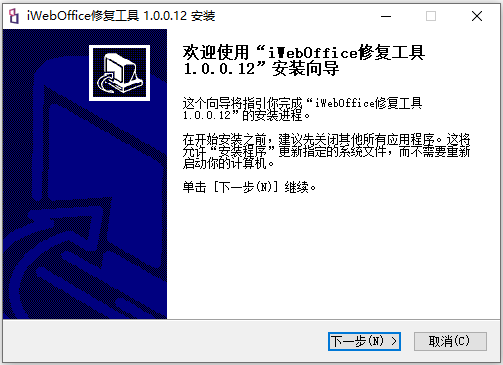 iWebOffice修复工具 1.0.0.12 安装
欢迎使用“iWebOffice修复工具
1.0.0.12”安装向导
这个向导将指引你完成“iWebOffice修复工具
1.0.0.12”的安装进程。
在开始安装之前，建议先关闭其他所有应用程序。这将
允许“安装程序”更新指定的系统文件，而不需要重新
启动你的计算机。
单击 [下一步(N)] 继续。
下一步(N) >
取消(C)